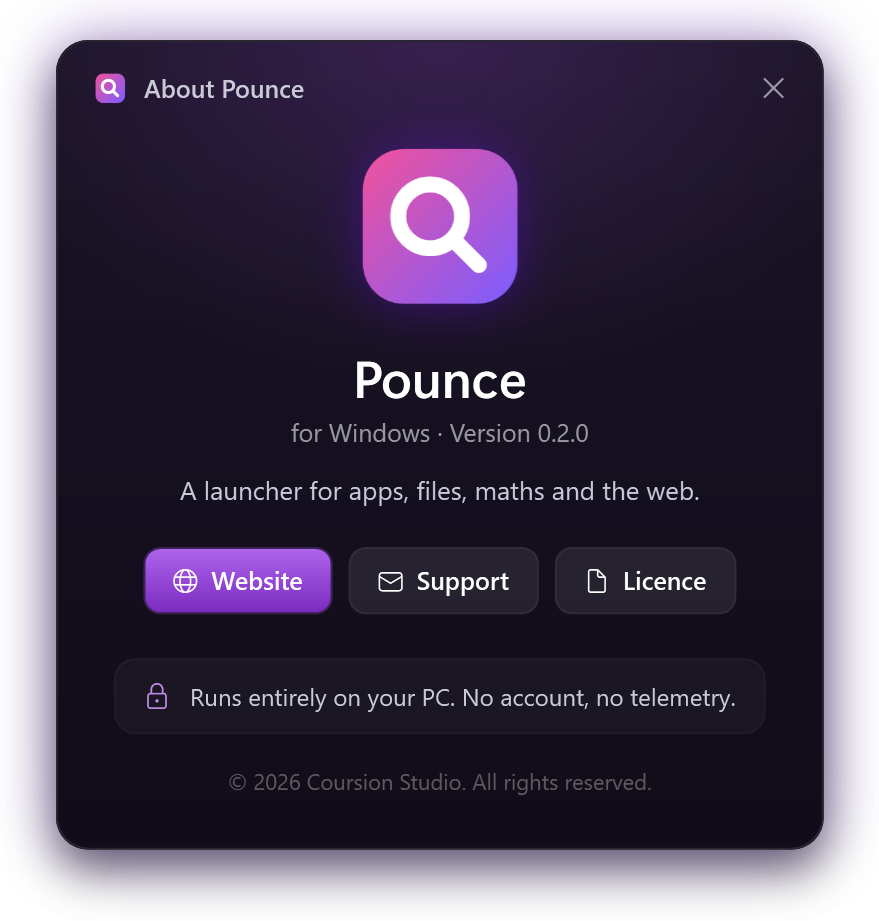 About Pounce
Pounce
for Windows · Version 0.2.0
A launcher for apps, files, maths and the web.
Website
Support
Licence
Runs entirely on your PC. No account, no telemetry.
© 2026 Coursion Studio. All rights reserved.